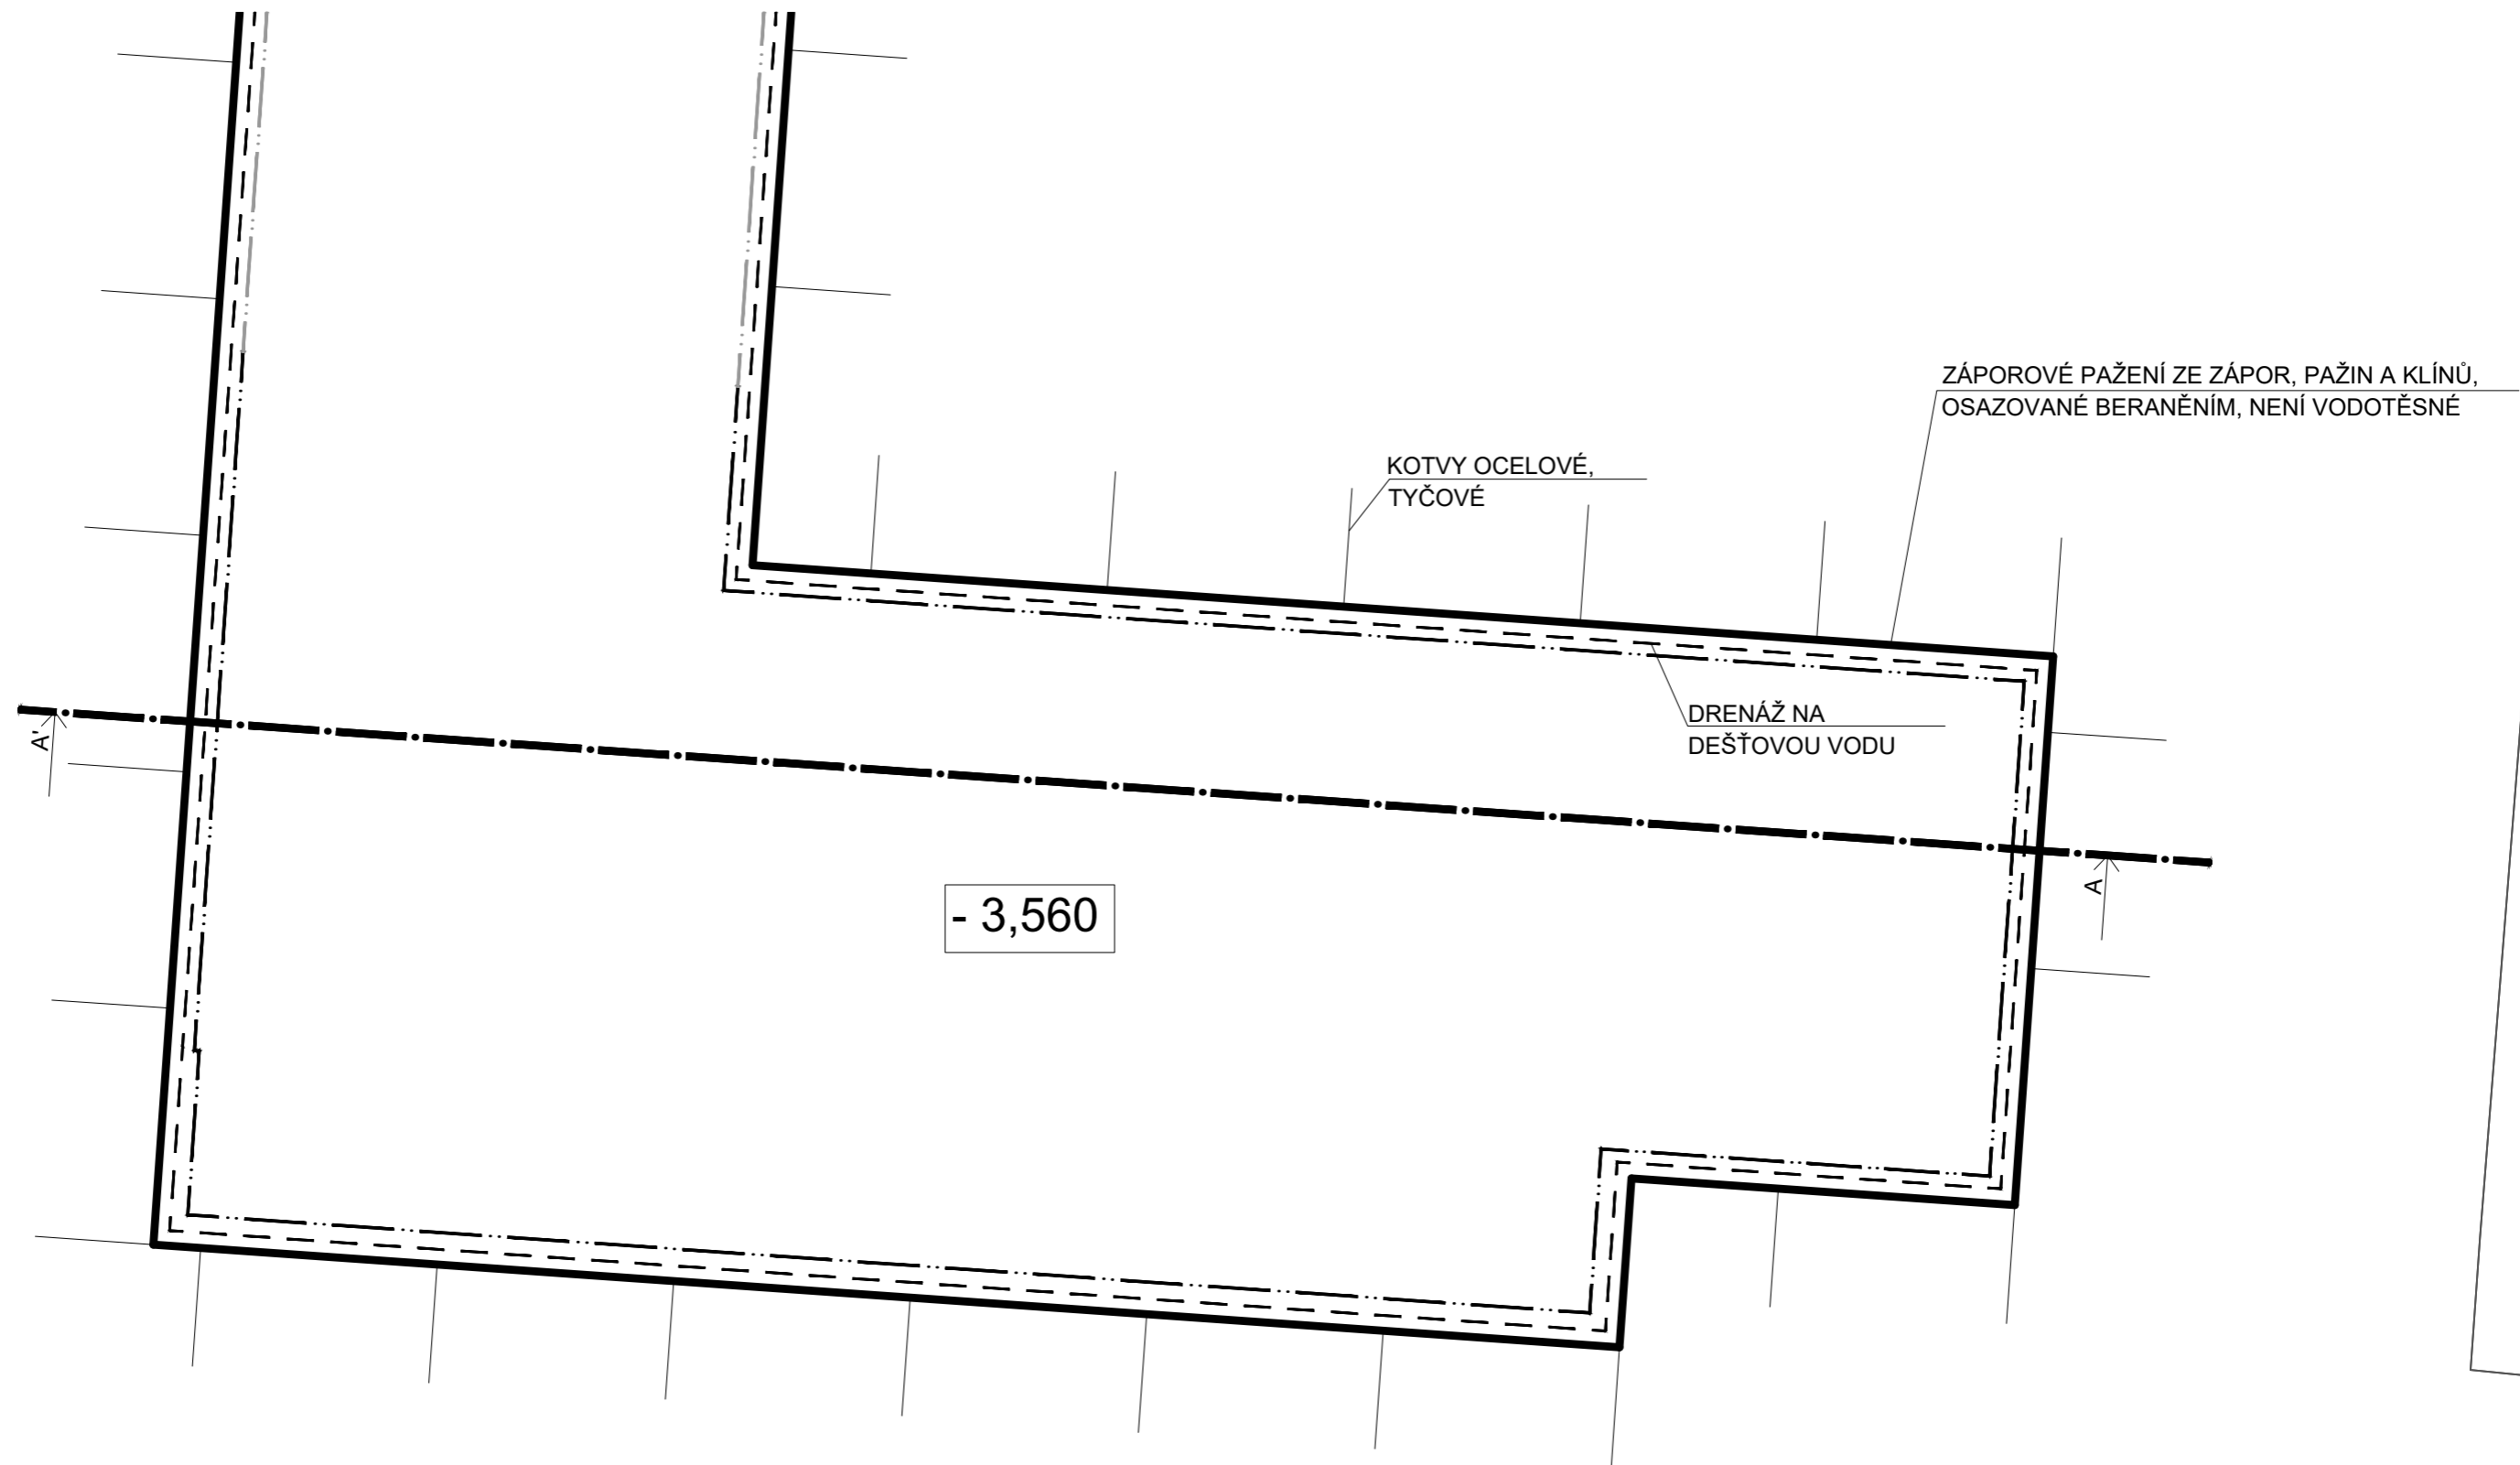 ZÁPOROVÉ PAŽENÍ ZE ZÁPOR, PAŽIN A KLÍNŮ,
OSAZOVANÉ BERANĚNÍM, NENÍ VODOTĚSNÉ
KOTVY OCELOVÉ,
TYČOVÉ
DRENÁŽ NA
DEŠŤOVOU VODU
A'
A
- 3,560